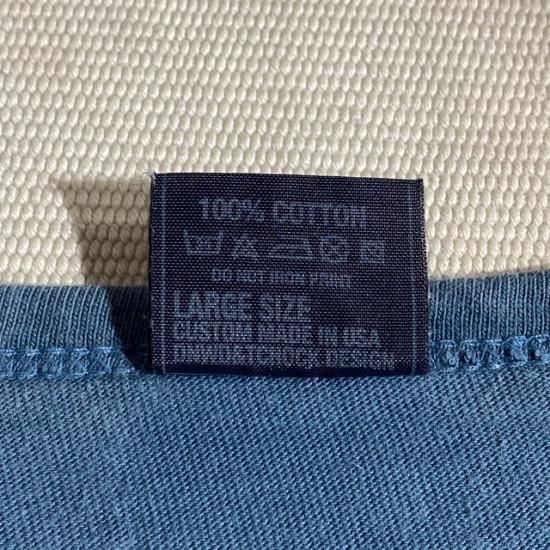 100% COTTON
DO NOT IRON PRINT
LARGE SIZE
CUSTOM MADE IN USA
DESIGN